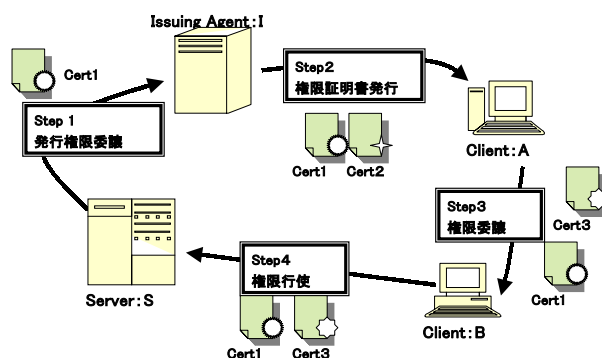 Issuing Agent:I
Cert1
Step 1
発行権限委譲
Step2
権限証明書発行
Cert1
Cert2
Client:A
Step3
権限委譲
Cert3
Cert1
Step4
権限行使
Cert1
Cert3
Server:S
Client:B